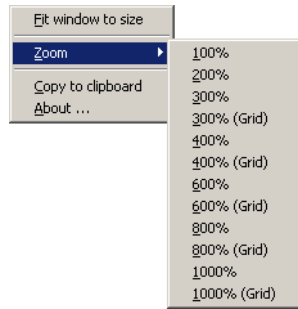 Fit window to size
Zoom
Copy to clipboard
About ...
100%
200%
300%
300% (Grid)
400%
400% (Grid)
600%
600% (Grid)
800%
800% (Grid)
1000%
1000% (Grid)